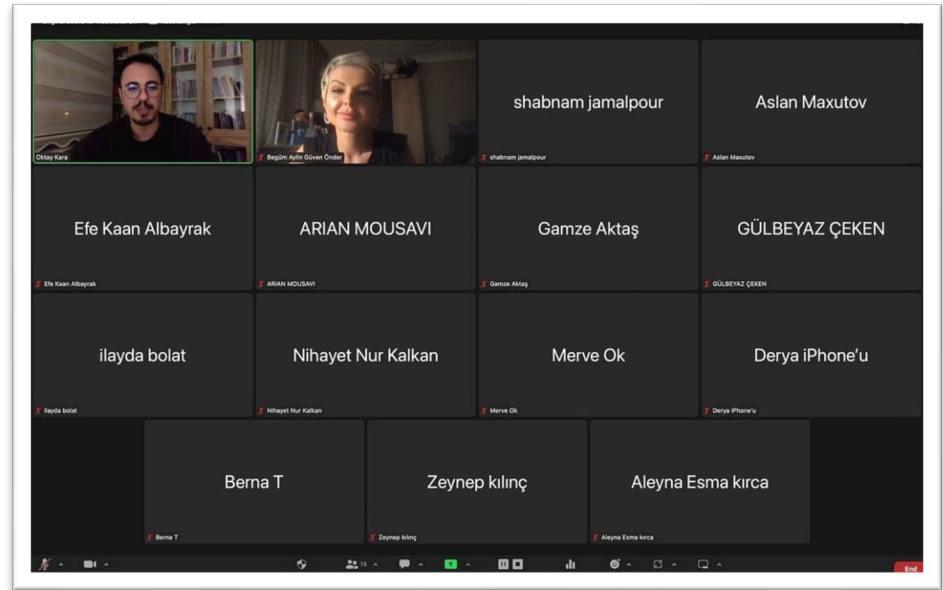 shabnam jamalpour
Aslan Maxutov
Oktay Kara
Begüm Aylin Güven Önder
shabnam jamalpour
Aslan Maxutov
Efe Kaan Albayrak
ARIAN MOUSAVI
Gamze Aktaş
GÜLBEYAZ ÇEKEN
Efe Kaan Albayrak
ARIAN MOUSAVI
Gamze Aktaş
GÜLBEYAZ ÇEKEN
ilayda bolat
Nihayet Nur Kalkan
Merve Ok
Derya iPhone’u
ilayda bolat
Nihayet Nur Kalkan
Merve Ok
Derya iPhone’u
Berna T
Zeynep kılınç
Aleyna Esma kırca
Berna T
Zeynep kılınç
Aleyna Esma kırca
15
End